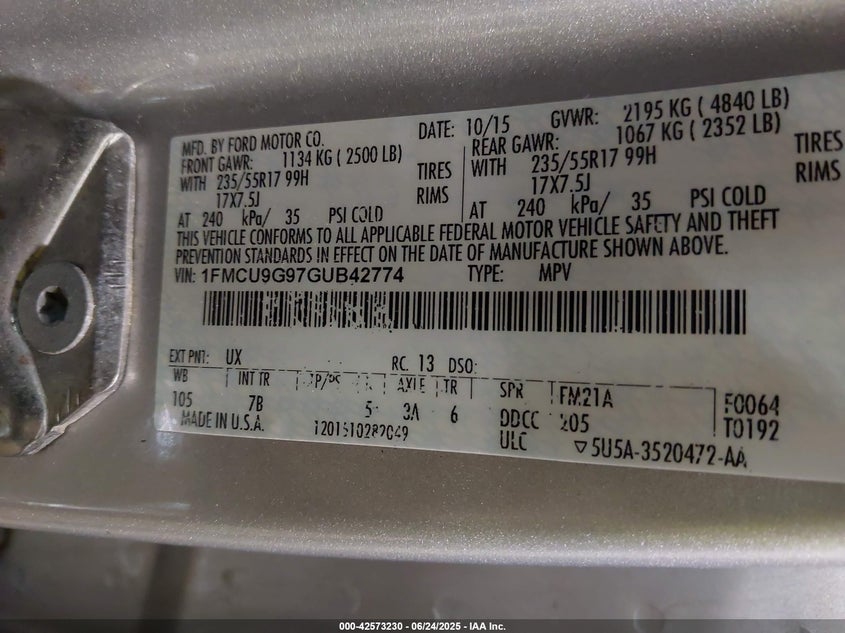 MFD. BY FORD MOTOR CO. DATE: 10/15 GVWR: 2195 KG ( 4840 LB)
FRONT GAWR: 1134 KG ( 2500 LB) REAR GAWR: 1067 KG ( 2352 LB)
WITH 235/55R17 99H TIRES WITH 235/55R17 99H TIRES
17X7.5J RIMS 17X7.5J RIMS
AT 240 kPa/ 35 PSI COLD AT 240 kPa/ 35 PSI COLD
THIS VEHICLE CONFORMS TO ALL APPLICABLE FEDERAL MOTOR VEHICLE SAFETY AND THEFT
PREVENTION STANDARDS IN EFFECT ON THE DATE OF MANUFACTURE SHOWN ABOVE.
VIN: 1FMCU9G97GUB42774 TYPE: MPV
EXT PNT: UX RC: 13 DSO:
WB INT TR AXLE TR SPR FM21A F0064
105 7B 5 3A 6 DDCC 205 T0192
MADE IN U.S.A. 1201510282049 ULC ▽5U5A-3520472-AA
000-42573230 - 06/24/2025 - IAA Inc.